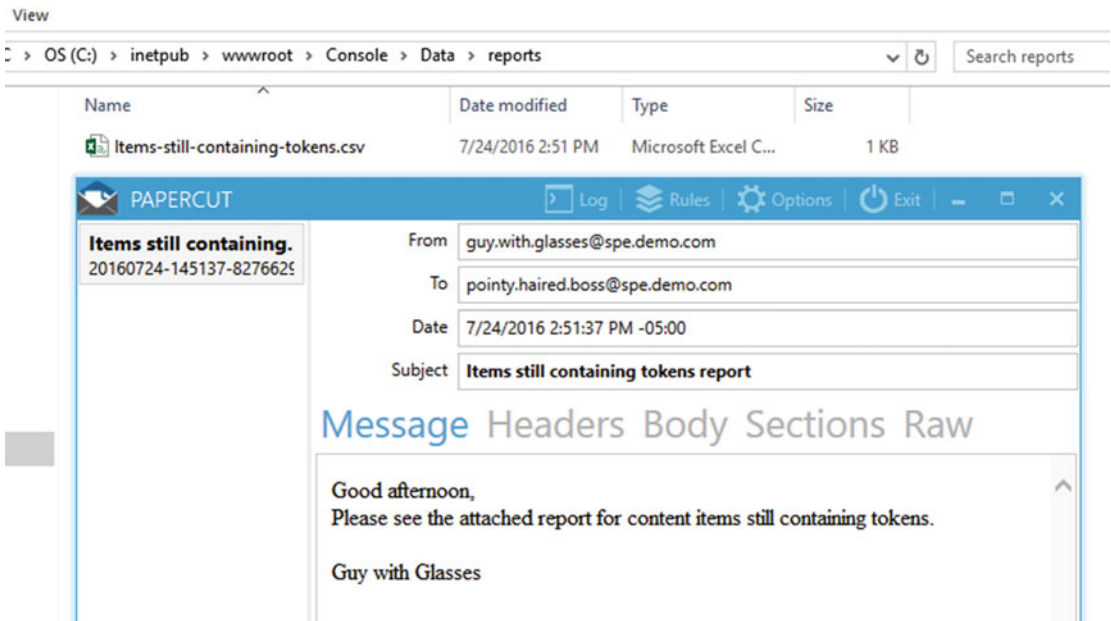 View
> OS (C:) > inetpub > wwwroot > Console > Data > reports
Search reports
Name Date modified Type Size
Items-still-containing-tokens.csv 7/24/2016 2:51 PM Microsoft Excel C... 1 KB
PAPERCUT Log Rules Options Exit
Items still containing.
20160724-145137-8276629
From guy.with.glasses@spe.demo.com
To pointy.haired.boss@spe.demo.com
Date 7/24/2016 2:51:37 PM -05:00
Subject Items still containing tokens report
Message Headers Body Sections Raw
Good afternoon,
Please see the attached report for content items still containing tokens.
Guy with Glasses